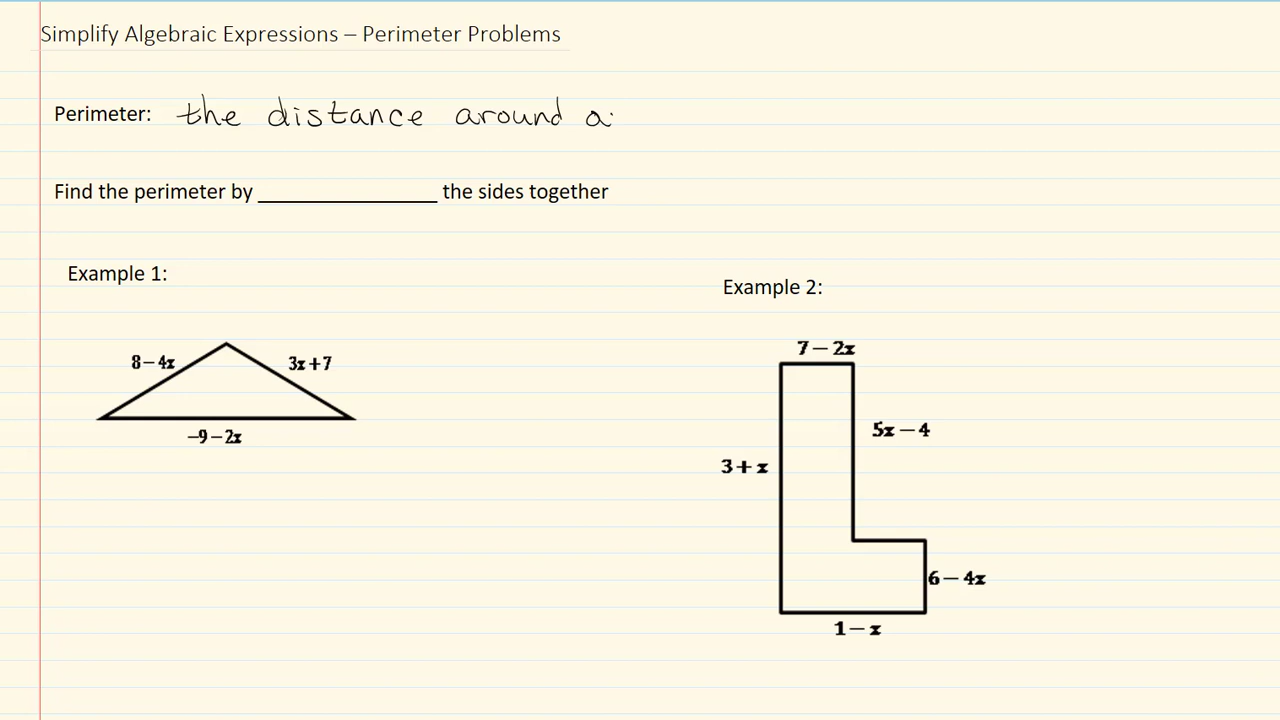 Simplify Algebraic Expressions – Perimeter Problems
Perimeter: the distance around a
Find the perimeter by _______________ the sides together
Example 1:
8 – 4x
3x + 7
–9 – 2x
Example 2:
7 – 2x
5x – 4
3 + x
6 – 4x
1 – x